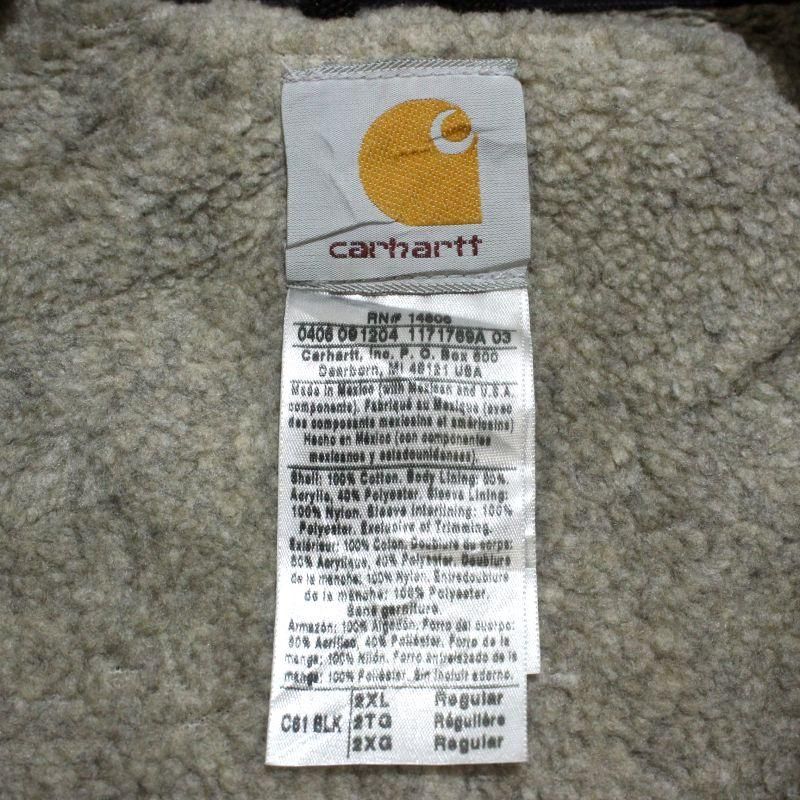 carhartt
RN# 14806
0406 091204 1171769A 03
Carhartt, Inc. P. O. Box 600
Dearborn, MI 48121 USA
Made in Mexico (with Mexican and U.S.A.
components). Fabriqué au Mexique (avec
des composants mexicains et américains)
Hecho en México (con componentes
mexicanos y estadounidenses).
Shell: 100% Cotton. Body Lining: 60%
Acrylic, 40% Polyester. Sleeve Lining:
100% Nylon. Sleeve Interlining: 100%
Polyester. Exclusive of Trimming.
Extérieur: 100% Coton. Doublure du corps:
60% Acrylique, 40% Polyester. Doublure
de la manche: 100% Nylon. Entredoublure
de la manche: 100% Polyester.
Sans garniture.
Armazón: 100% Algodón. Forro del cuerpo:
60% Acrílico, 40% Poliéster. Forro de la
manga: 100% Nilón. Forro entrelazado de la
manga: 100% Poliéster. Sin incluir adorno.
2XL Regular
C61 BLK 2TG Régulière
2XG Regular